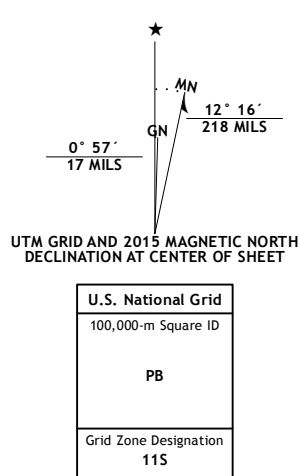 ★
MN
12° 16´
218 MILS
GN
0° 57´
17 MILS
UTM GRID AND 2015 MAGNETIC NORTH
DECLINATION AT CENTER OF SHEET
U.S. National Grid
100,000-m Square ID
PB
Grid Zone Designation
11S